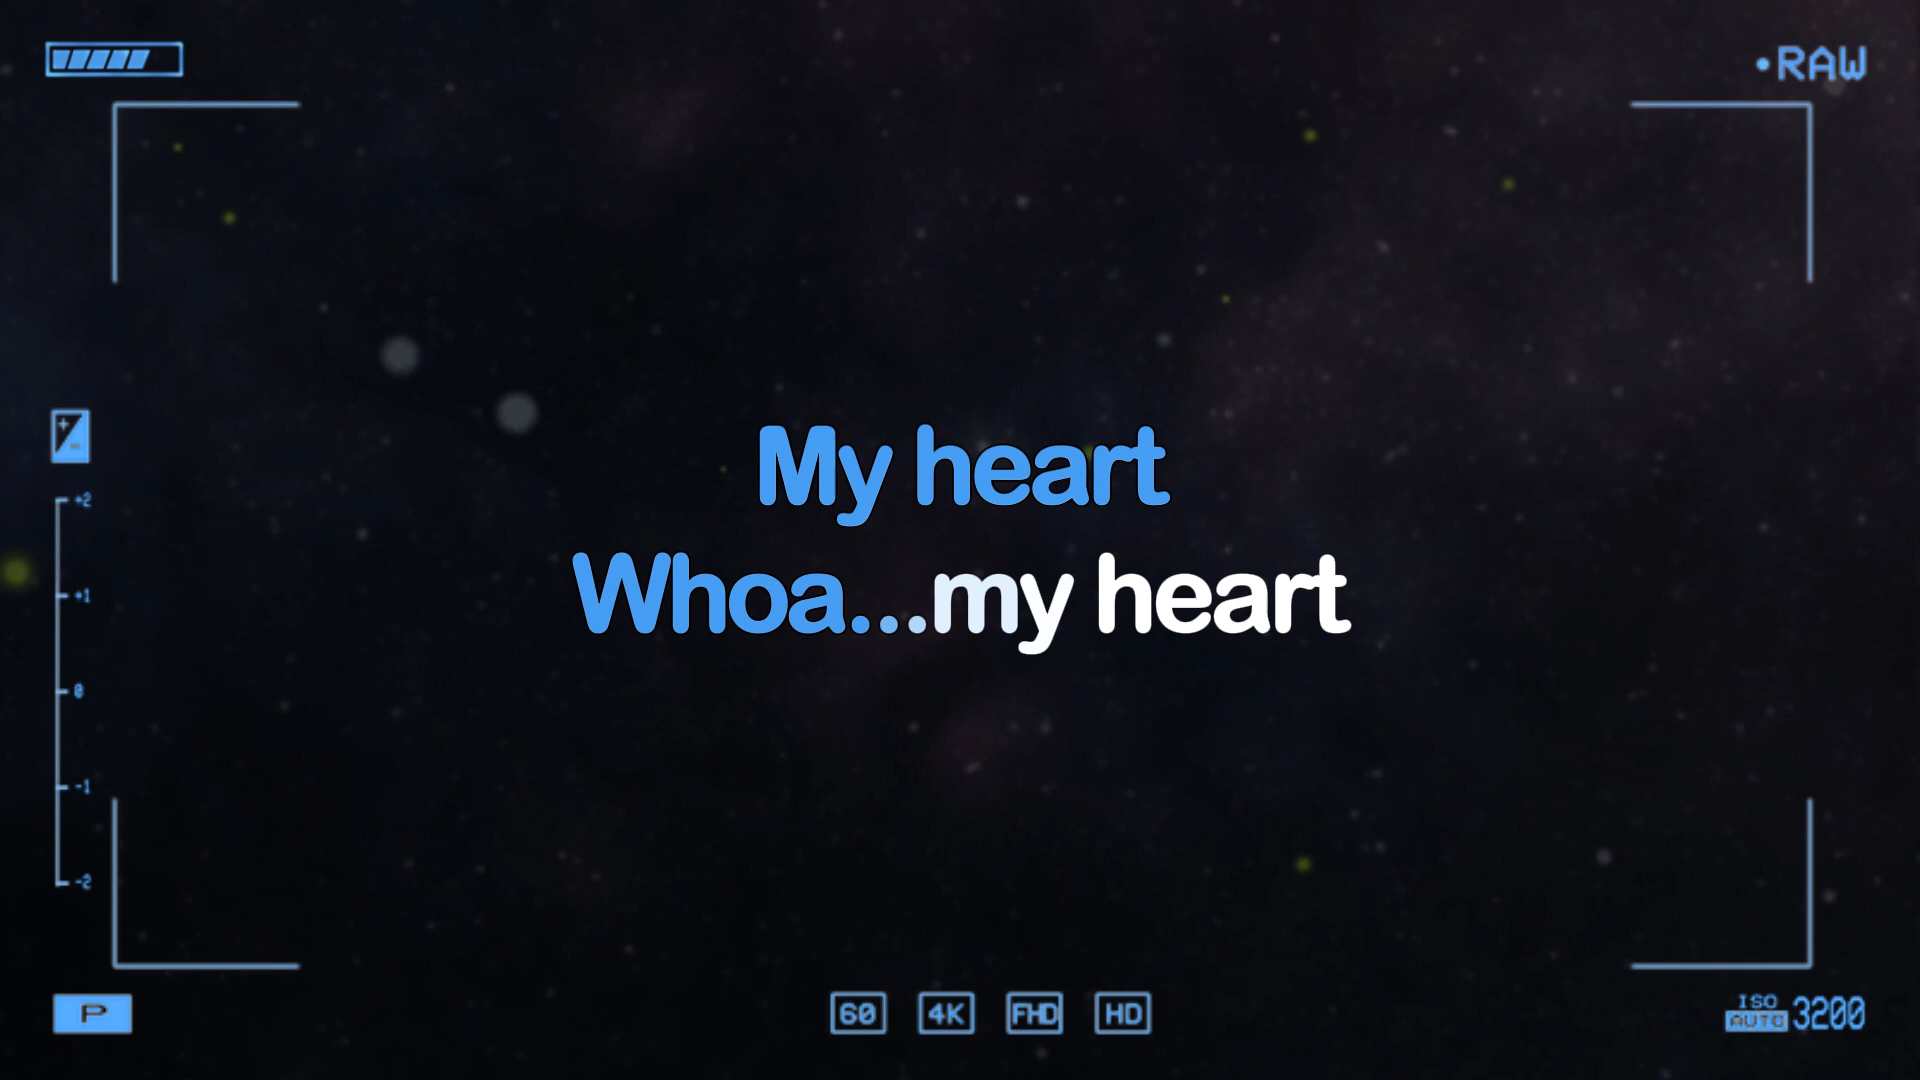 •RAW
My heart
Whoa...my heart
+2
+1
0
-1
-2
P
60 4K FHD HD
ISO AUTO 3200